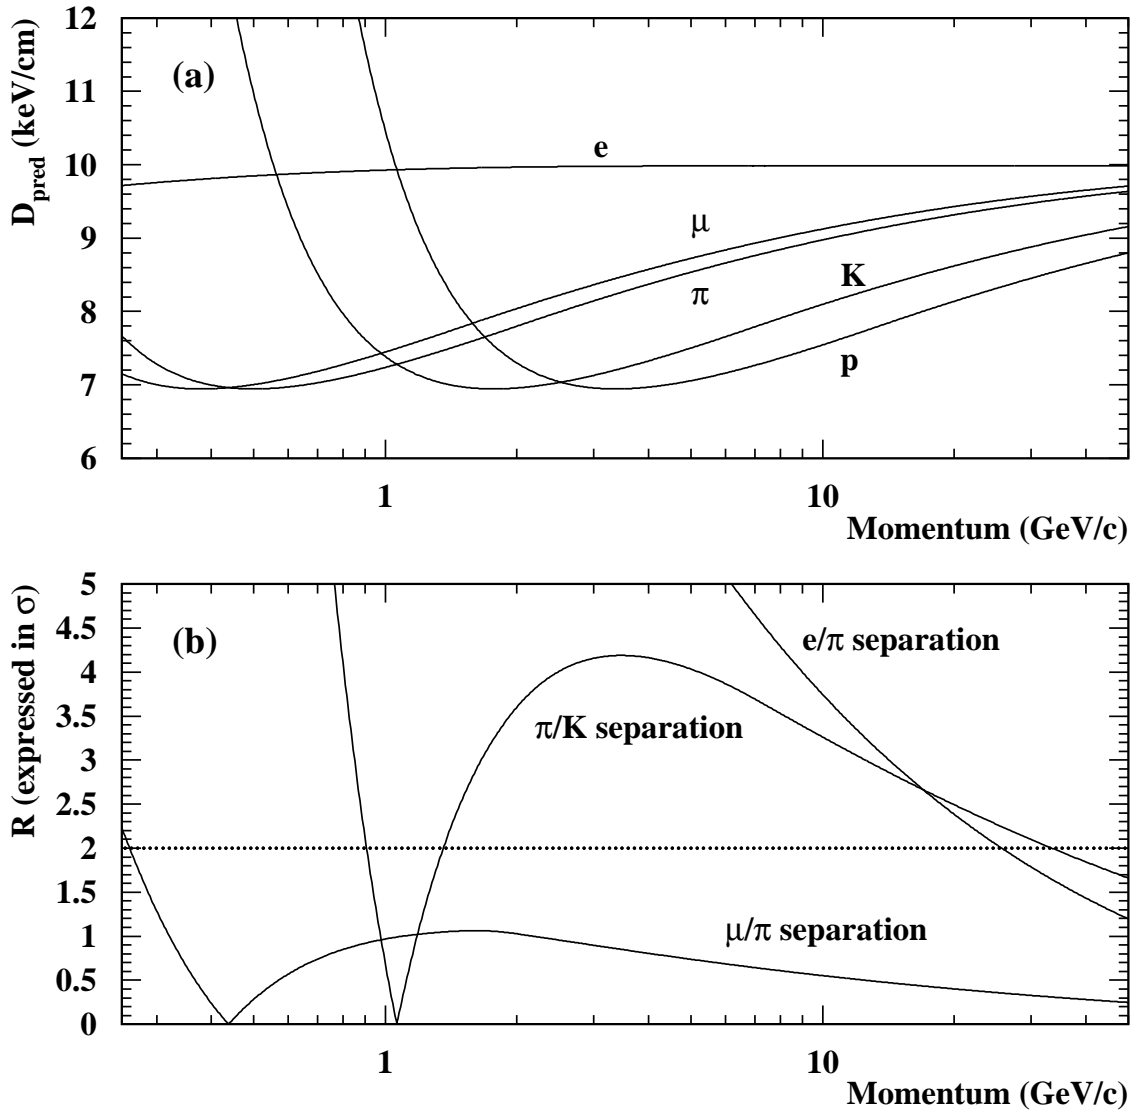 D_pred (keV/cm)
12
11
10
9
8
7
6
(a)
e
μ
π
K
p
1
10
Momentum (GeV/c)
R (expressed in σ)
5
4.5
4
3.5
3
2.5
2
1.5
1
0.5
0
(b)
e/π separation
π/K separation
μ/π separation
1
10
Momentum (GeV/c)